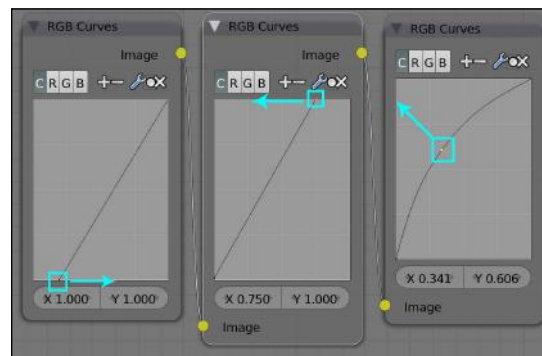 RGB Curves
Image
C R G B
X 1.000 Y 1.000
RGB Curves
Image
C R G B
X 0.750 Y 1.000
Image
RGB Curves
C R G B
X 0.341 Y 0.606
Image